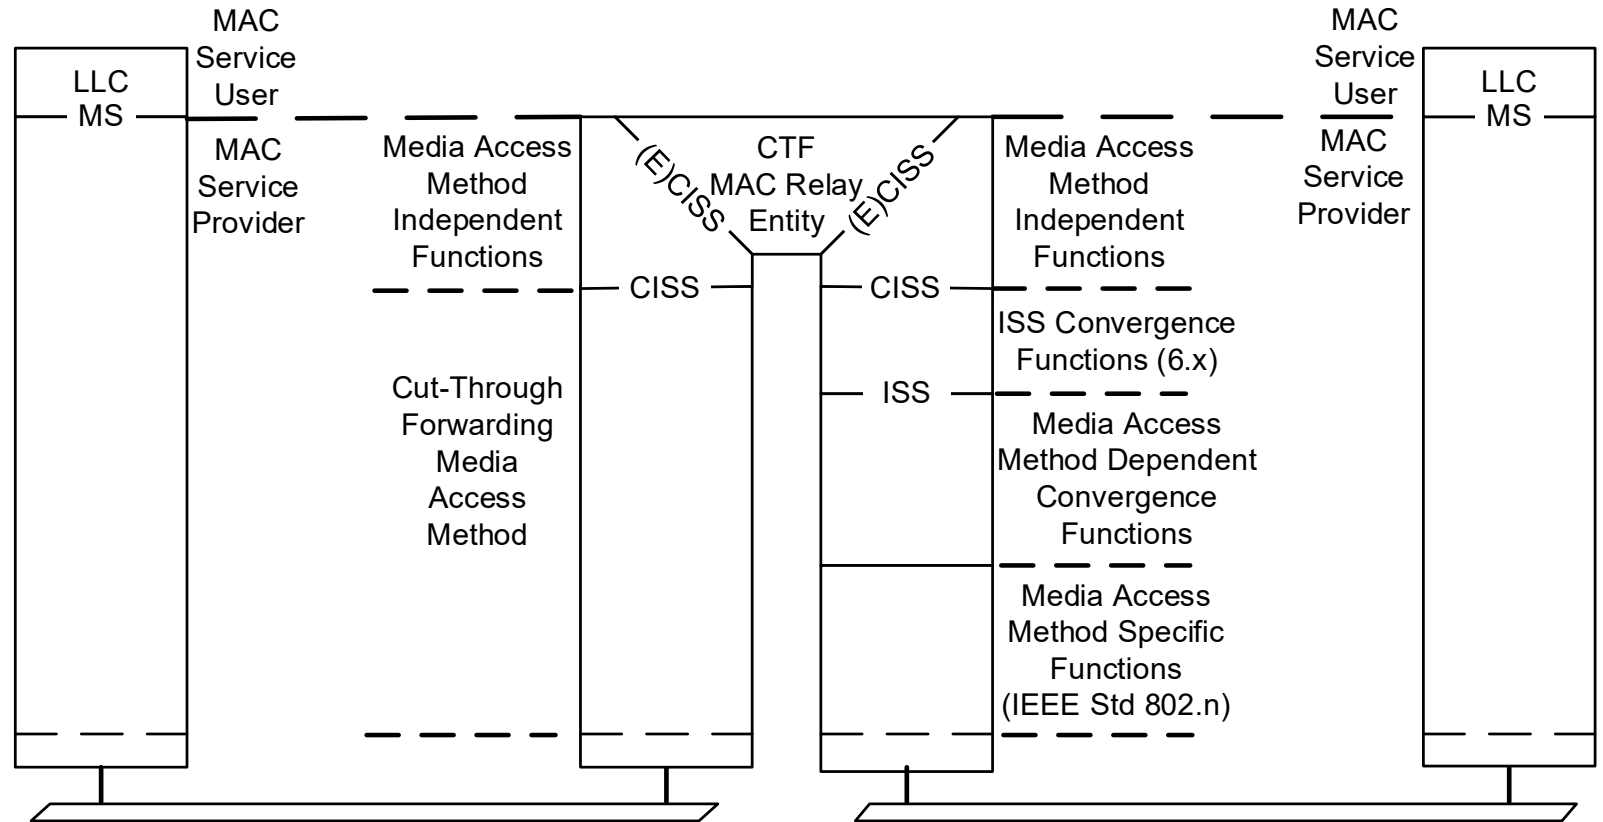 LLC
MS
MAC
Service
User
MAC
Service
Provider
Media Access
Method
Independent
Functions
Cut-Through
Forwarding
Media
Access
Method
(E)CISS
CISS
CTF
MAC Relay
Entity
(E)CISS
CISS
ISS
Media Access
Method
Independent
Functions
ISS Convergence
Functions (6.x)
Media Access
Method Dependent
Convergence
Functions
Media Access
Method Specific
Functions
(IEEE Std 802.n)
MAC
Service
User
MAC
Service
Provider
LLC
MS